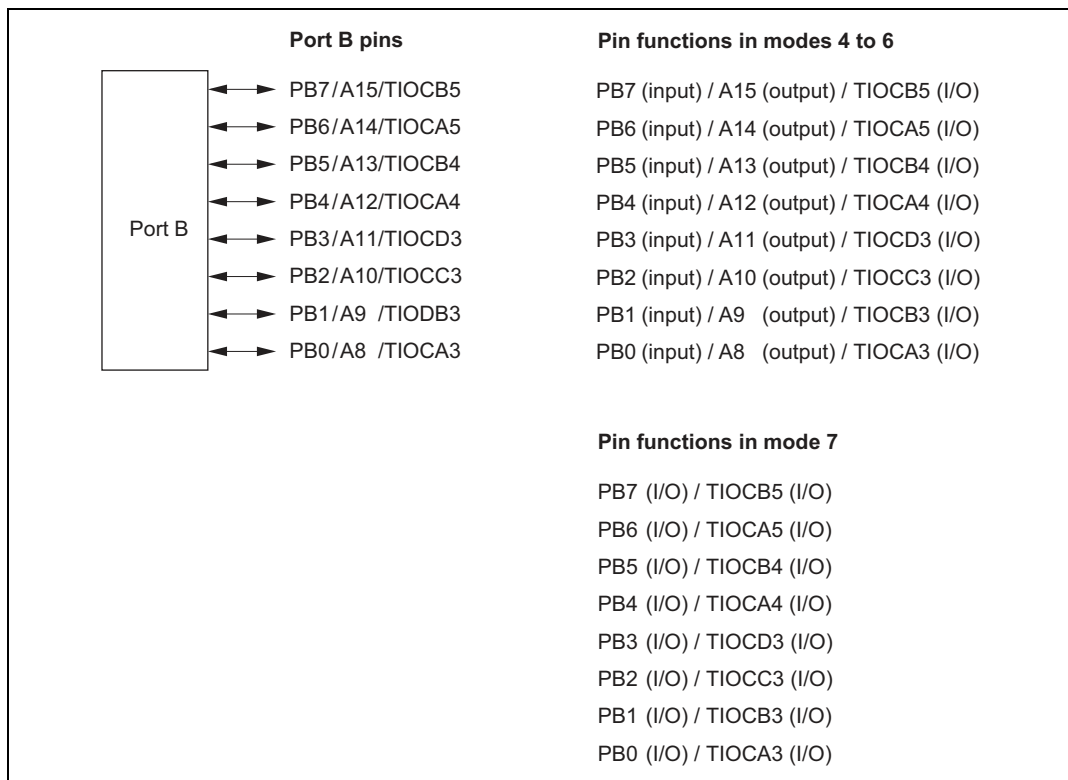 Port B pins
Port B
PB7/A15/TIOCB5
PB6/A14/TIOCA5
PB5/A13/TIOCB4
PB4/A12/TIOCA4
PB3/A11/TIOCD3
PB2/A10/TIOCC3
PB1/A9 /TIODB3
PB0/A8 /TIOCA3
Pin functions in modes 4 to 6
PB7 (input) / A15 (output) / TIOCB5 (I/O)
PB6 (input) / A14 (output) / TIOCA5 (I/O)
PB5 (input) / A13 (output) / TIOCB4 (I/O)
PB4 (input) / A12 (output) / TIOCA4 (I/O)
PB3 (input) / A11 (output) / TIOCD3 (I/O)
PB2 (input) / A10 (output) / TIOCC3 (I/O)
PB1 (input) / A9 (output) / TIOCB3 (I/O)
PB0 (input) / A8 (output) / TIOCA3 (I/O)
Pin functions in mode 7
PB7 (I/O) / TIOCB5 (I/O)
PB6 (I/O) / TIOCA5 (I/O)
PB5 (I/O) / TIOCB4 (I/O)
PB4 (I/O) / TIOCA4 (I/O)
PB3 (I/O) / TIOCD3 (I/O)
PB2 (I/O) / TIOCC3 (I/O)
PB1 (I/O) / TIOCB3 (I/O)
PB0 (I/O) / TIOCA3 (I/O)